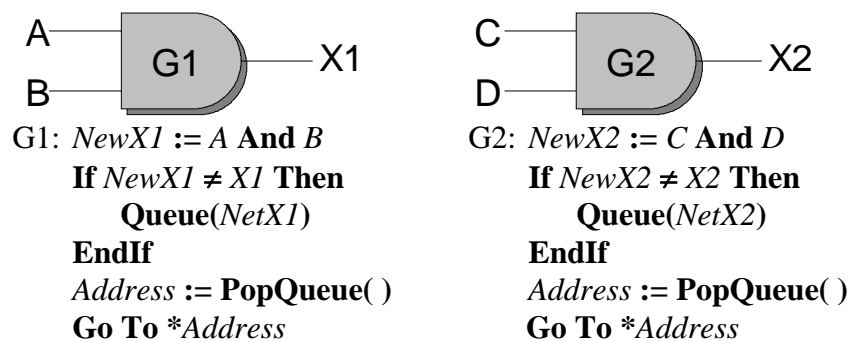 A
B
G1
X1
C
D
G2
X2
G1: NewX1 := A And B
If NewX1 ≠ X1 Then
Queue(NetX1)
EndIf
Address := PopQueue( )
Go To *Address
G2: NewX2 := C And D
If NewX2 ≠ X2 Then
Queue(NetX2)
EndIf
Address := PopQueue( )
Go To *Address